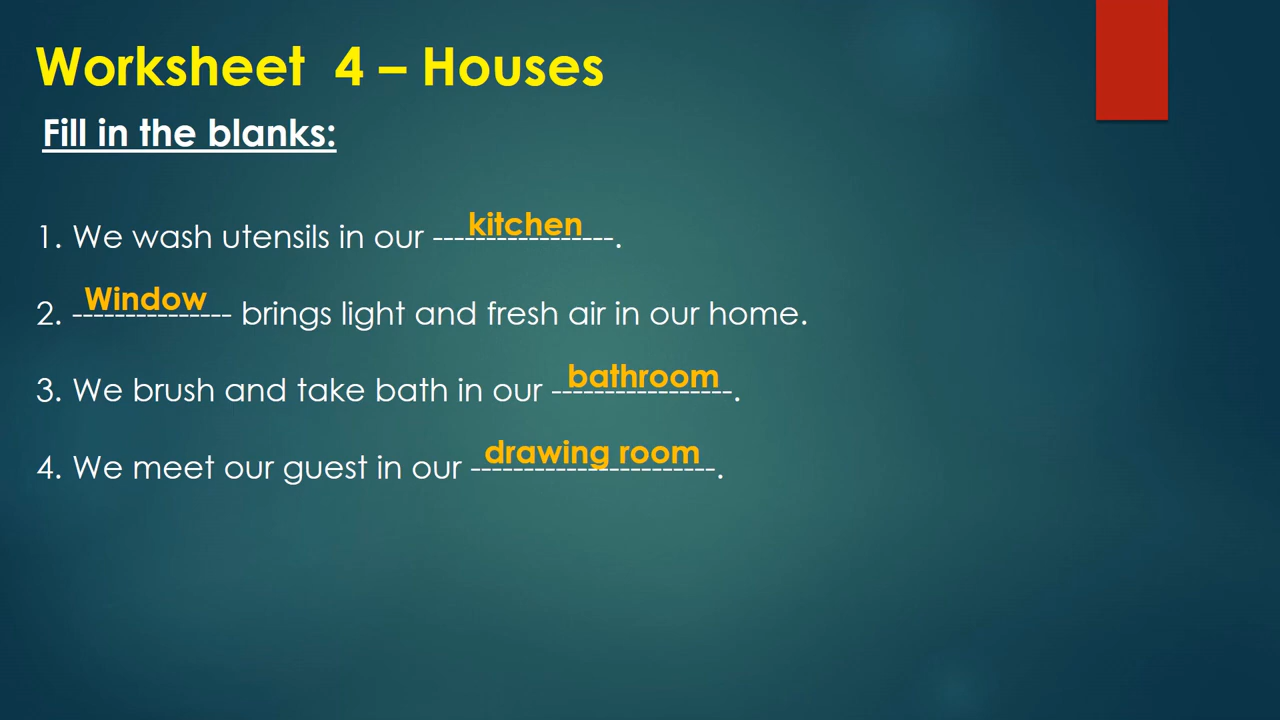 Worksheet 4 – Houses
Fill in the blanks:
1. We wash utensils in our -----kitchen-----.
2. -----Window----- brings light and fresh air in our home.
3. We brush and take bath in our -----bathroom-----.
4. We meet our guest in our -----drawing room-----.